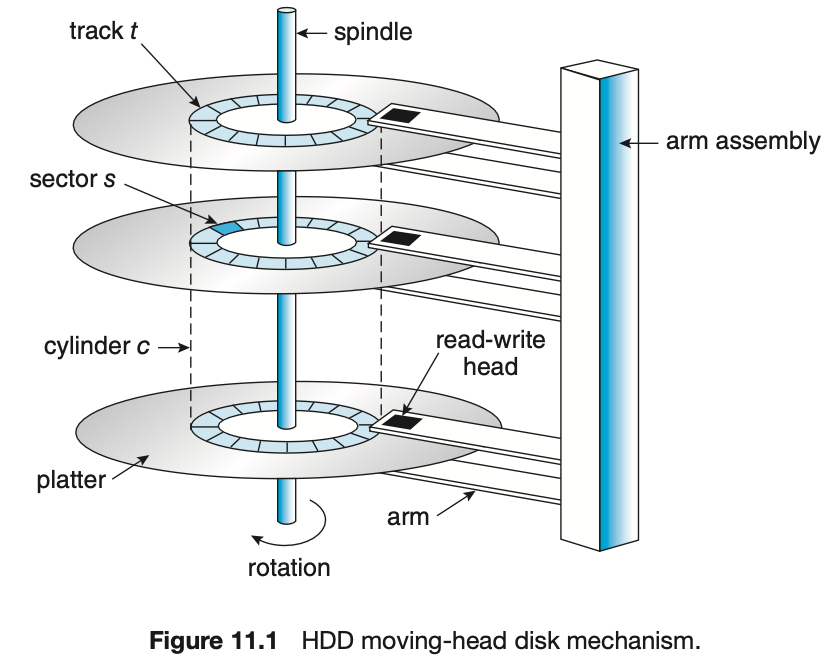 track t
spindle
arm assembly
sector s
cylinder c
read-write
head
platter
arm
rotation
Figure 11.1 HDD moving-head disk mechanism.